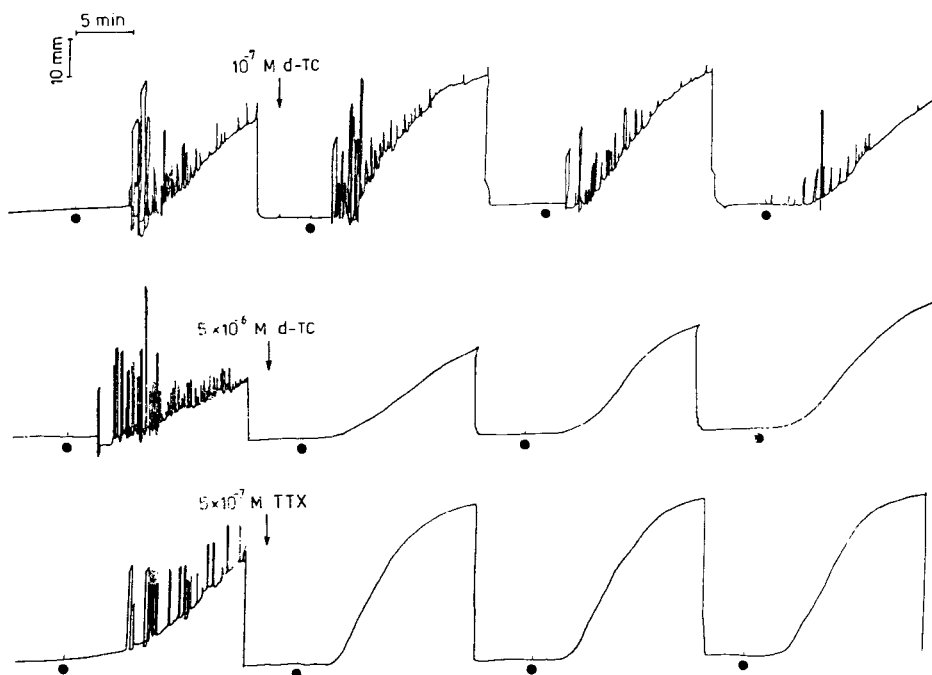 5 min
10 mm
10⁻⁷ M d-TC
5×10⁻⁶ M d-TC
5×10⁻⁷ M TTX